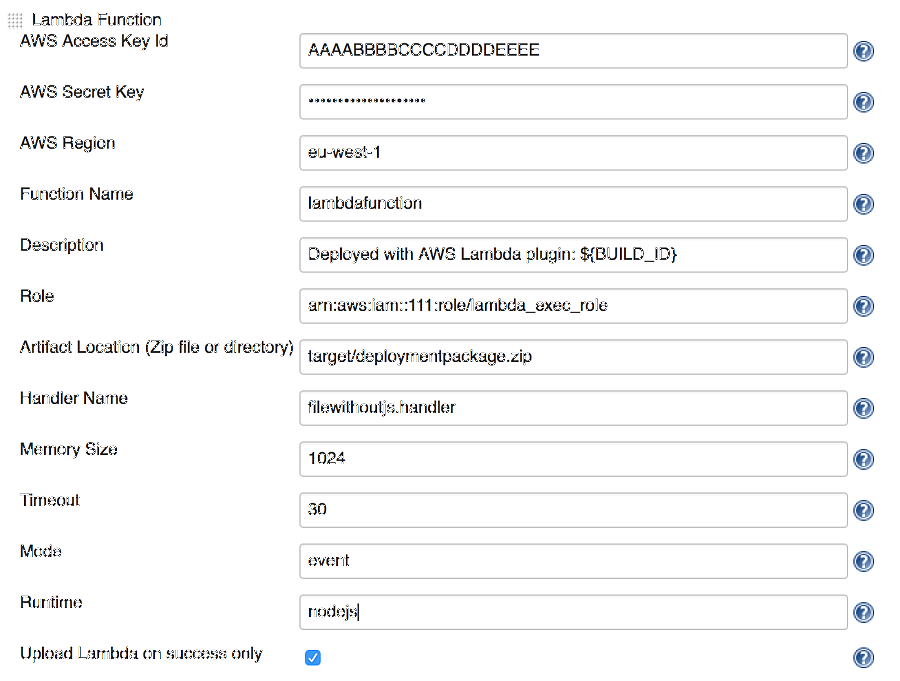 Lambda Function
AWS Access Key Id
AAAABBBBCCCCDDDDEEEE
AWS Secret Key
••••••••••••••••••••
AWS Region
eu-west-1
Function Name
lambdafunction
Description
Deployed with AWS Lambda plugin: ${BUILD_ID}
Role
arn:aws:iam::111:role/lambda_exec_role
Artifact Location (Zip file or directory)
target/deploymentpackage.zip
Handler Name
filewithoutjs.handler
Memory Size
1024
Timeout
30
Mode
event
Runtime
nodejs
Upload Lambda on success only